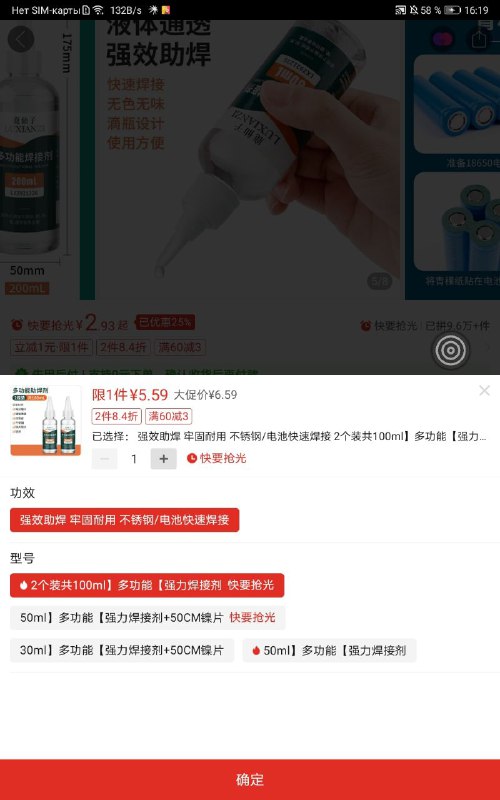 Нет SIM-карты 132B/s 58 % 16:19
液体通透
强效助焊
快速焊接
无色无味
滴瓶设计
使用方便
175mm
LUXIANZI
多功能焊接剂
200mL
50mm
200mL
LUXIANZI
5/8
准备18650电
将青稞纸贴在电池
快要抢光 ¥2.93起 已优惠25%
快要抢光 已拼9.6万+件
立减1元·限1件 2件8.4折 满60减3
多功能助焊剂
限1件¥5.59 大促价¥6.59
2件8.4折 满60减3
已选择： 强效助焊 牢固耐用 不锈钢/电池快速焊接 2个装共100ml】多功能【强力...
1 快要抢光
功效
强效助焊 牢固耐用 不锈钢/电池快速焊接
型号
2个装共100ml】多功能【强力焊接剂 快要抢光
50ml】多功能【强力焊接剂+50CM镍片 快要抢光
30ml】多功能【强力焊接剂+50CM镍片
50ml】多功能【强力焊接剂
确定